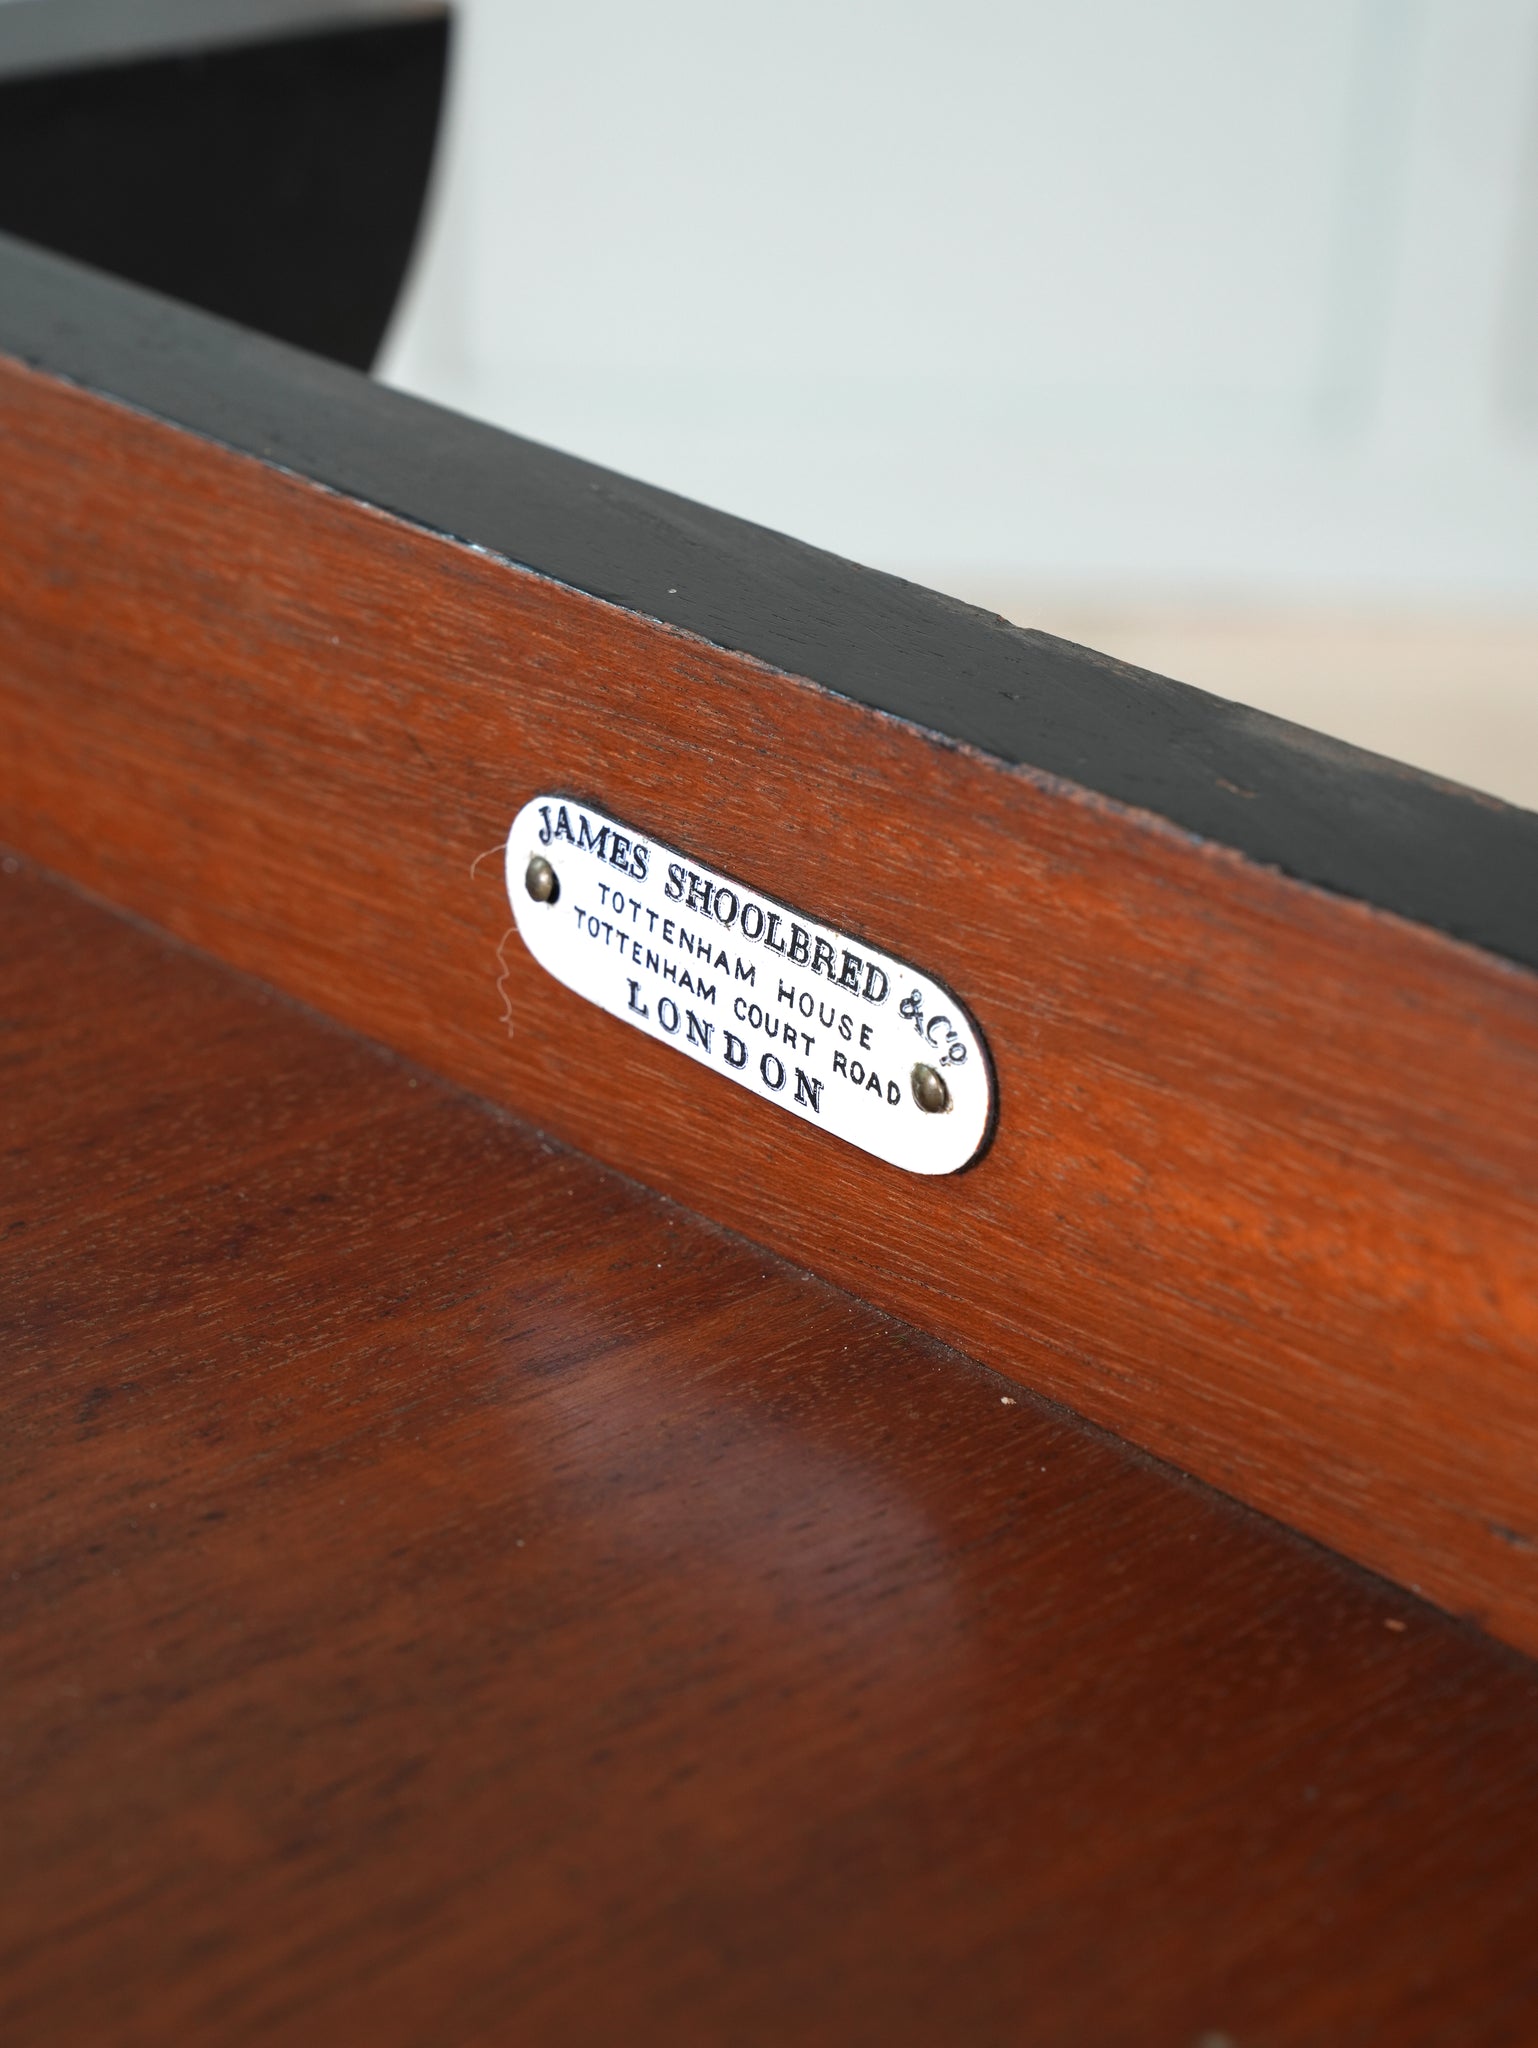 JAMES SHOOLBRED & Co.
TOTTENHAM HOUSE
TOTTENHAM COURT ROAD
LONDON